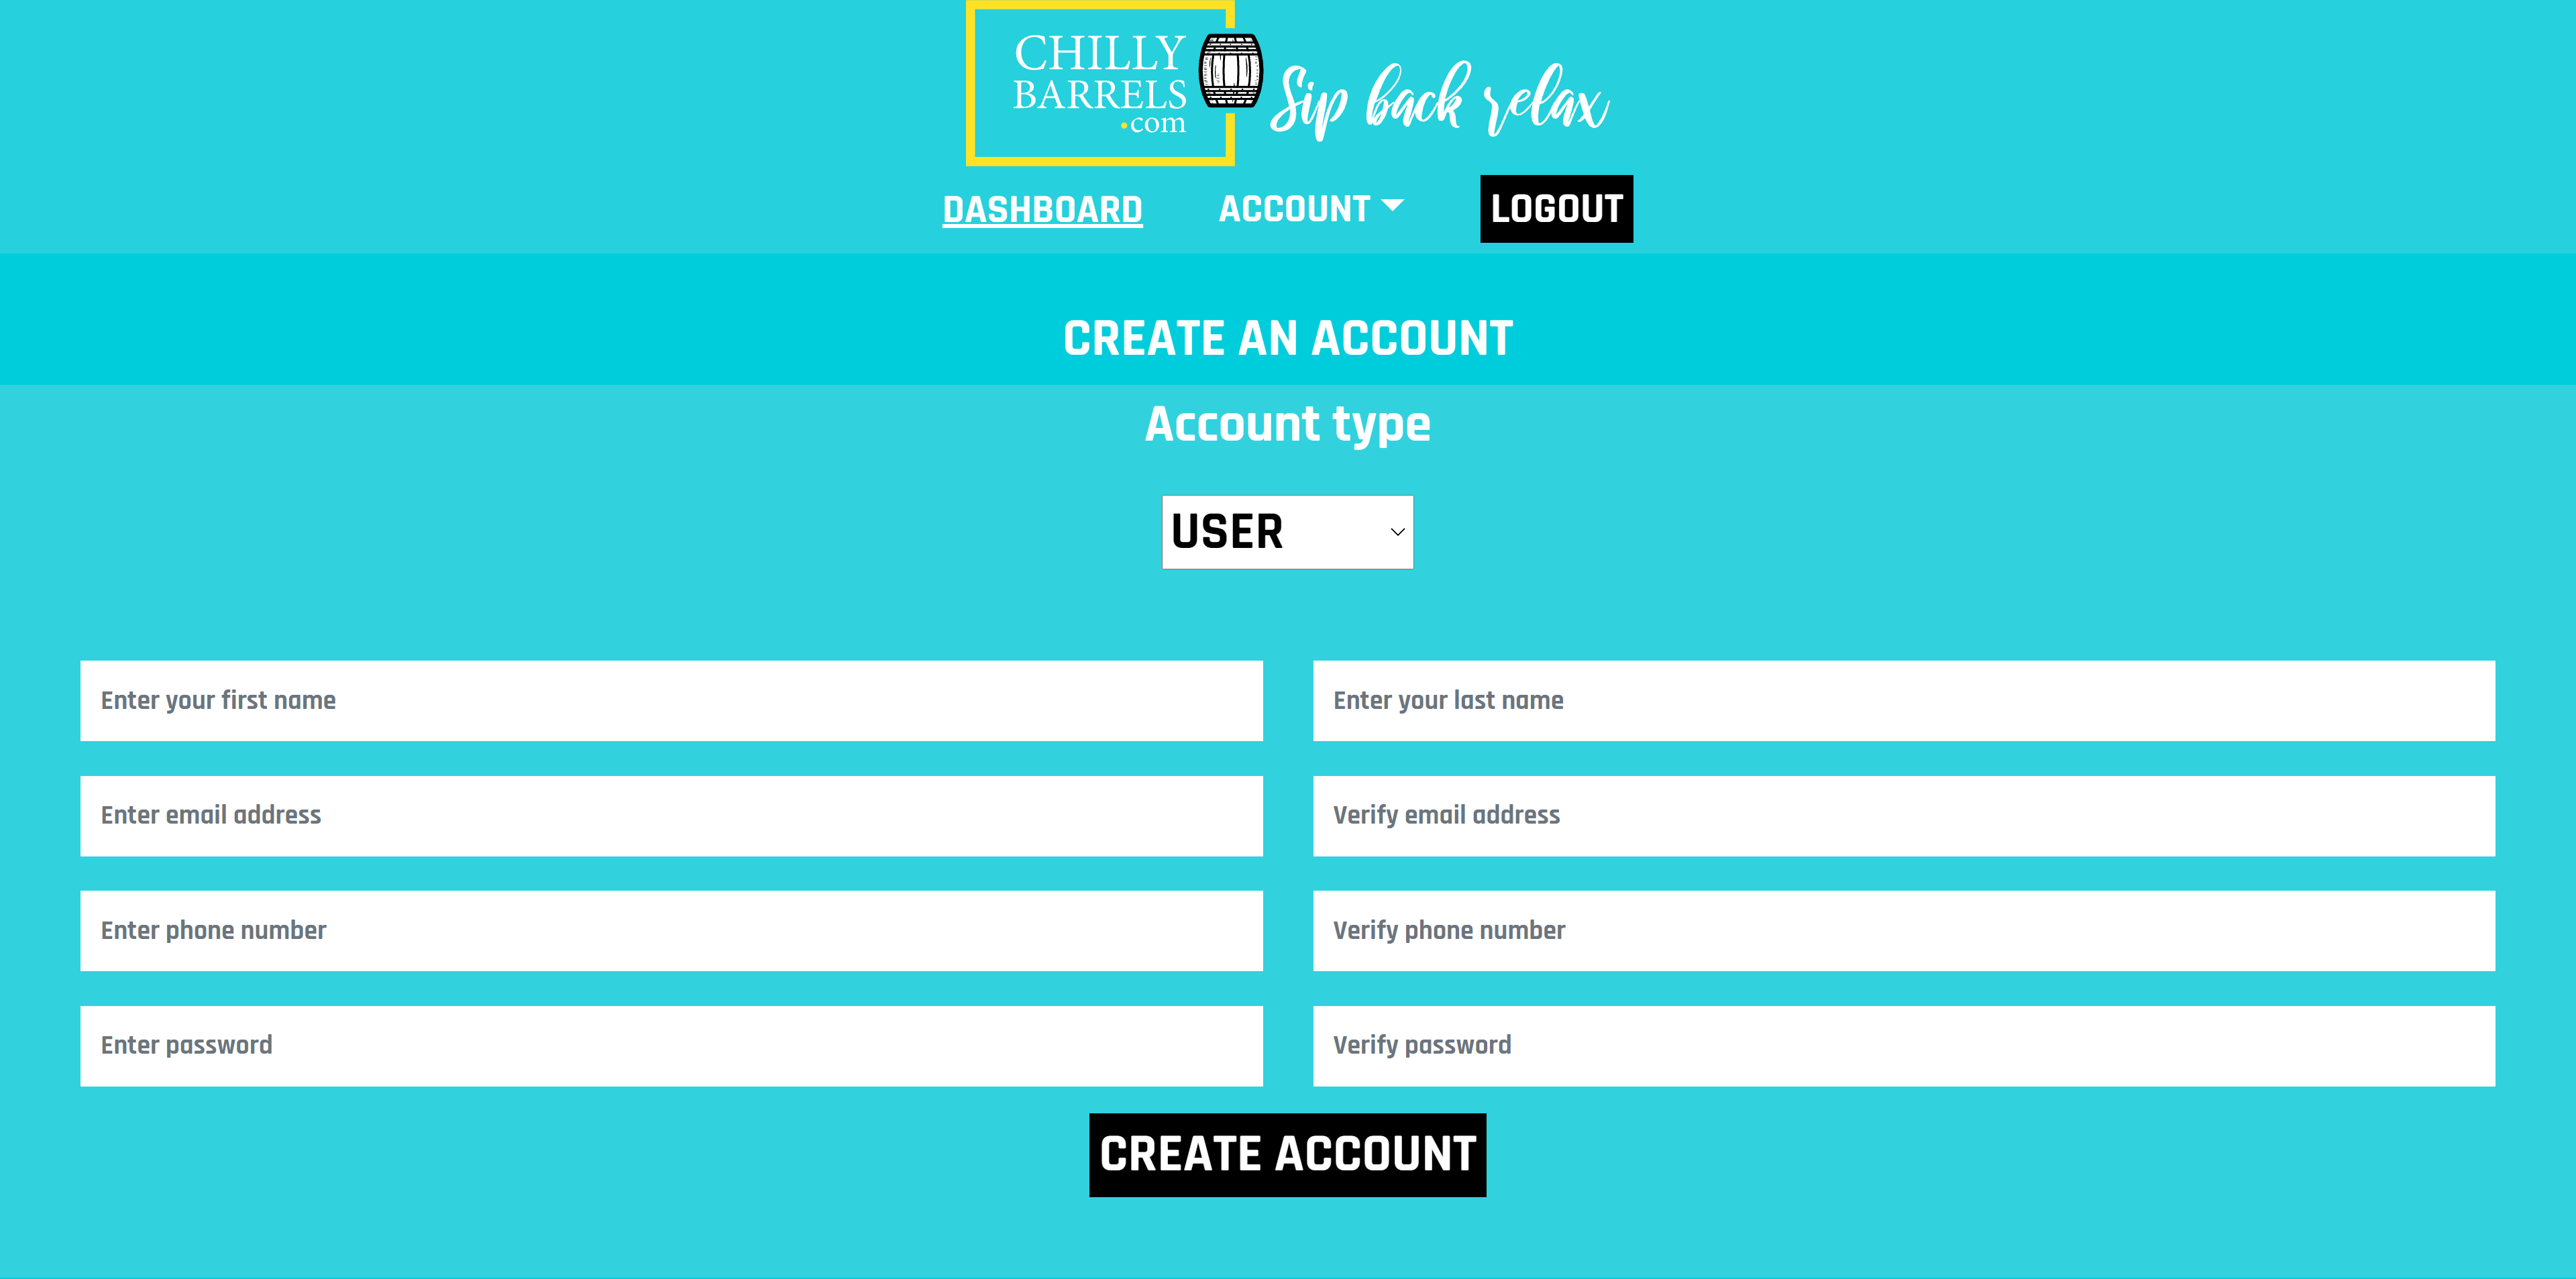 CHILLY
BARRELS
.com
Sip back relax
DASHBOARD ACCOUNT LOGOUT
CREATE AN ACCOUNT
Account type
USER
Enter your first name Enter your last name
Enter email address Verify email address
Enter phone number Verify phone number
Enter password Verify password
CREATE ACCOUNT